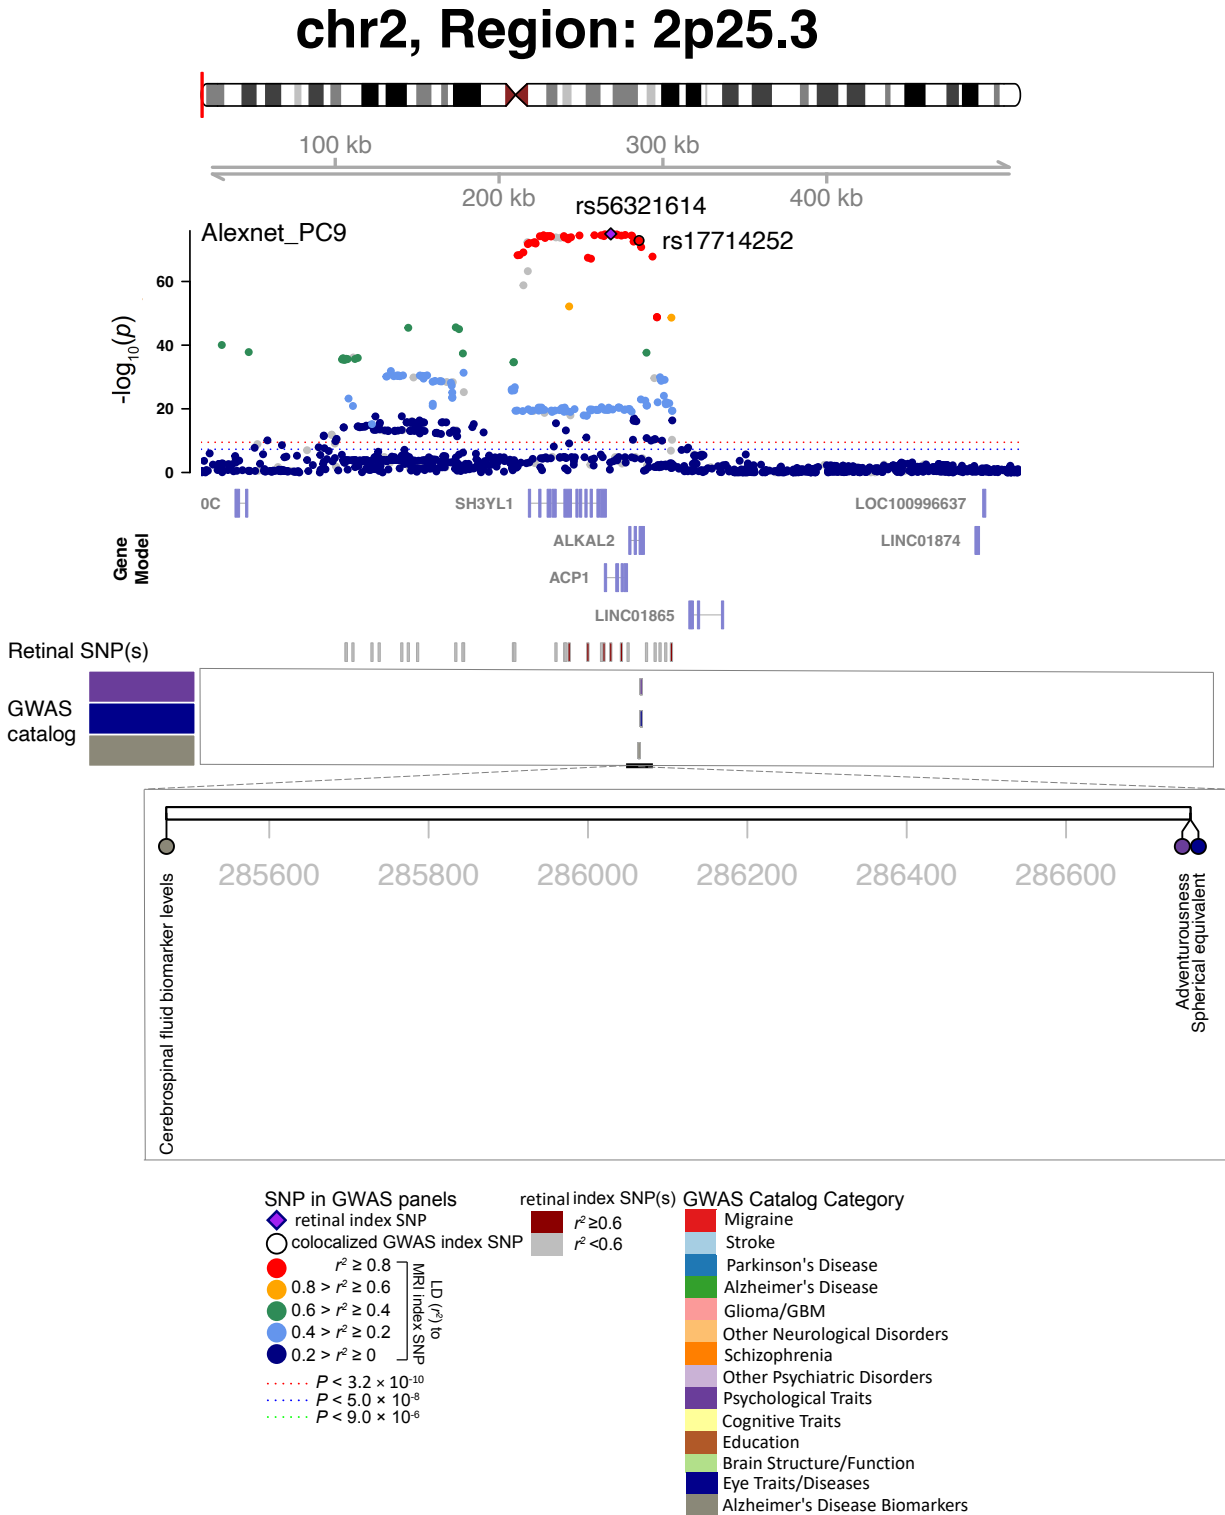 chr2, Region: 2p25.3
100 kb
300 kb
200 kb
400 kb
rs56321614
Alexnet_PC9
rs17714252
60
40
20
0
-log10(p)
0C
SH3YL1
LOC100996637
ALKAL2
LINC01874
ACP1
LINC01865
Gene
Model
Retinal SNP(s)
GWAS
catalog
285600
285800
286000
286200
286400
286600
Cerebrospinal fluid biomarker levels
Adventurousness
Spherical equivalent
SNP in GWAS panels
retinal index SNP
colocalized GWAS index SNP
r² ≥ 0.8
0.8 > r² ≥ 0.6
0.6 > r² ≥ 0.4
0.4 > r² ≥ 0.2
0.2 > r² ≥ 0
LD (r²) to
MRI index SNP
P < 3.2 × 10⁻¹⁰
P < 5.0 × 10⁻⁸
P < 9.0 × 10⁻⁶
retinal index SNP(s)
r² ≥0.6
r² <0.6
GWAS Catalog Category
Migraine
Stroke
Parkinson's Disease
Alzheimer's Disease
Glioma/GBM
Other Neurological Disorders
Schizophrenia
Other Psychiatric Disorders
Psychological Traits
Cognitive Traits
Education
Brain Structure/Function
Eye Traits/Diseases
Alzheimer's Disease Biomarkers